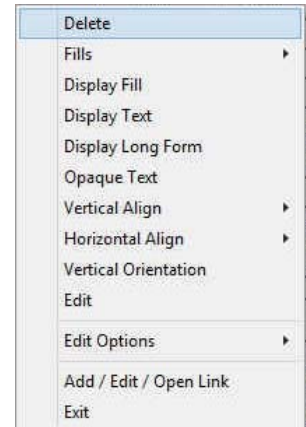 Delete
Fills
Display Fill
Display Text
Display Long Form
Opaque Text
Vertical Align
Horizontal Align
Vertical Orientation
Edit
Edit Options
Add / Edit / Open Link
Exit